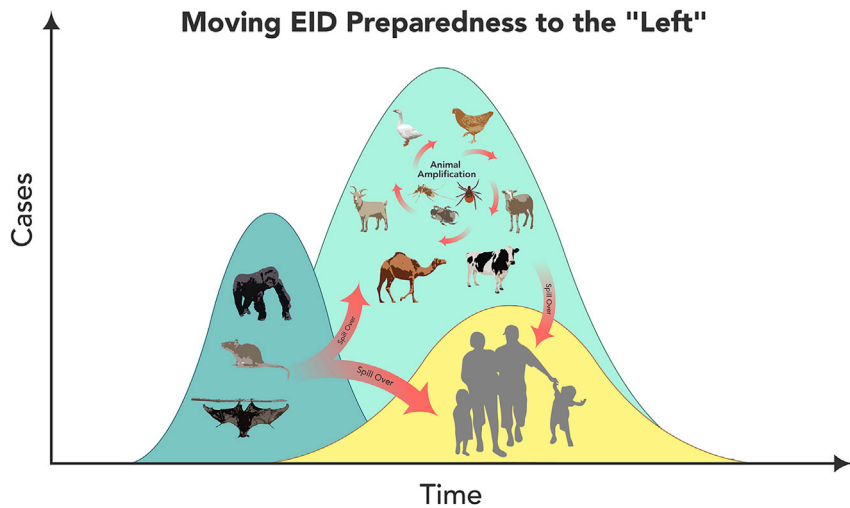 Moving EID Preparedness to the "Left"
Cases
Animal
Amplification
Spill Over
Spill Over
Spill Over
Time